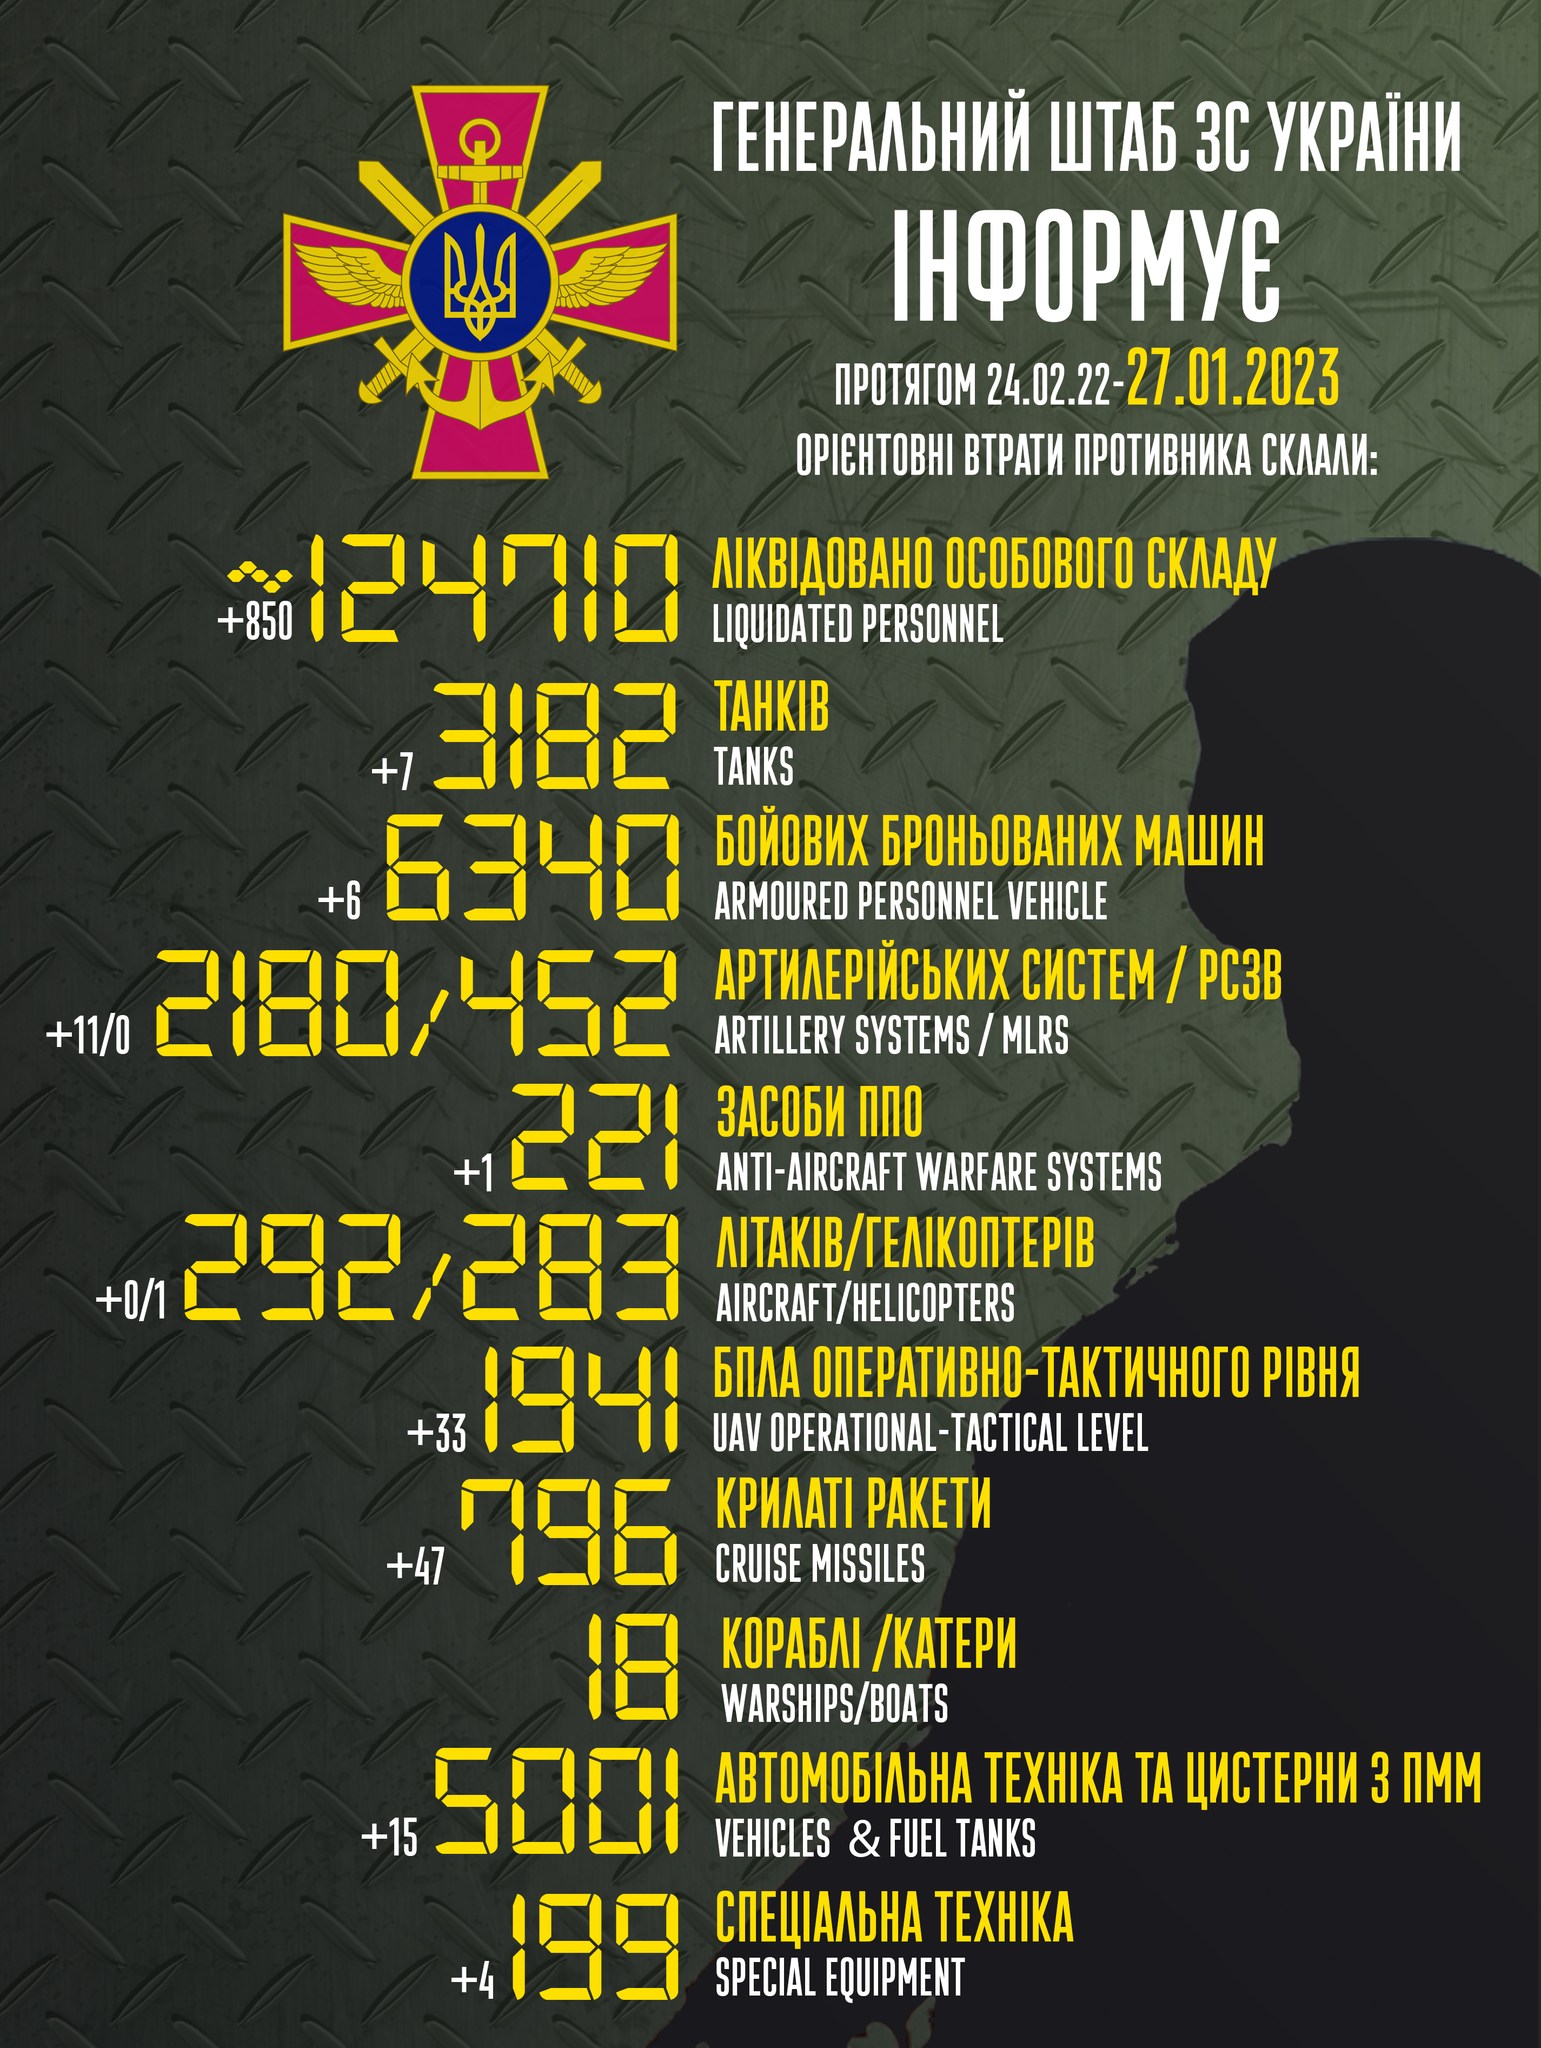 ГЕНЕРАЛЬНИЙ ШТАБ ЗС УКРАЇНИ
ІНФОРМУЄ
ПРОТЯГОМ 24.02.22-27.01.2023
ОРІЄНТОВНІ ВТРАТИ ПРОТИВНИКА СКЛАЛИ:
+850 ~124710 ЛІКВІДОВАНО ОСОБОВОГО СКЛАДУ
LIQUIDATED PERSONNEL
+7 3182 ТАНКІВ
TANKS
+6 6340 БОЙОВИХ БРОНЬОВАНИХ МАШИН
ARMOURED PERSONNEL VEHICLE
+11/0 2180/452 АРТИЛЕРІЙСЬКИХ СИСТЕМ / РСЗВ
ARTILLERY SYSTEMS / MLRS
+1 221 ЗАСОБИ ППО
ANTI-AIRCRAFT WARFARE SYSTEMS
+0/1 292/283 ЛІТАКІВ/ГЕЛІКОПТЕРІВ
AIRCRAFT/HELICOPTERS
+33 1941 БПЛА ОПЕРАТИВНО-ТАКТИЧНОГО РІВНЯ
UAV OPERATIONAL-TACTICAL LEVEL
+47 796 КРИЛАТІ РАКЕТИ
CRUISE MISSILES
18 КОРАБЛІ /КАТЕРИ
WARSHIPS/BOATS
+15 5001 АВТОМОБІЛЬНА ТЕХНІКА ТА ЦИСТЕРНИ З ПММ
VEHICLES & FUEL TANKS
+4 199 СПЕЦІАЛЬНА ТЕХНІКА
SPECIAL EQUIPMENT